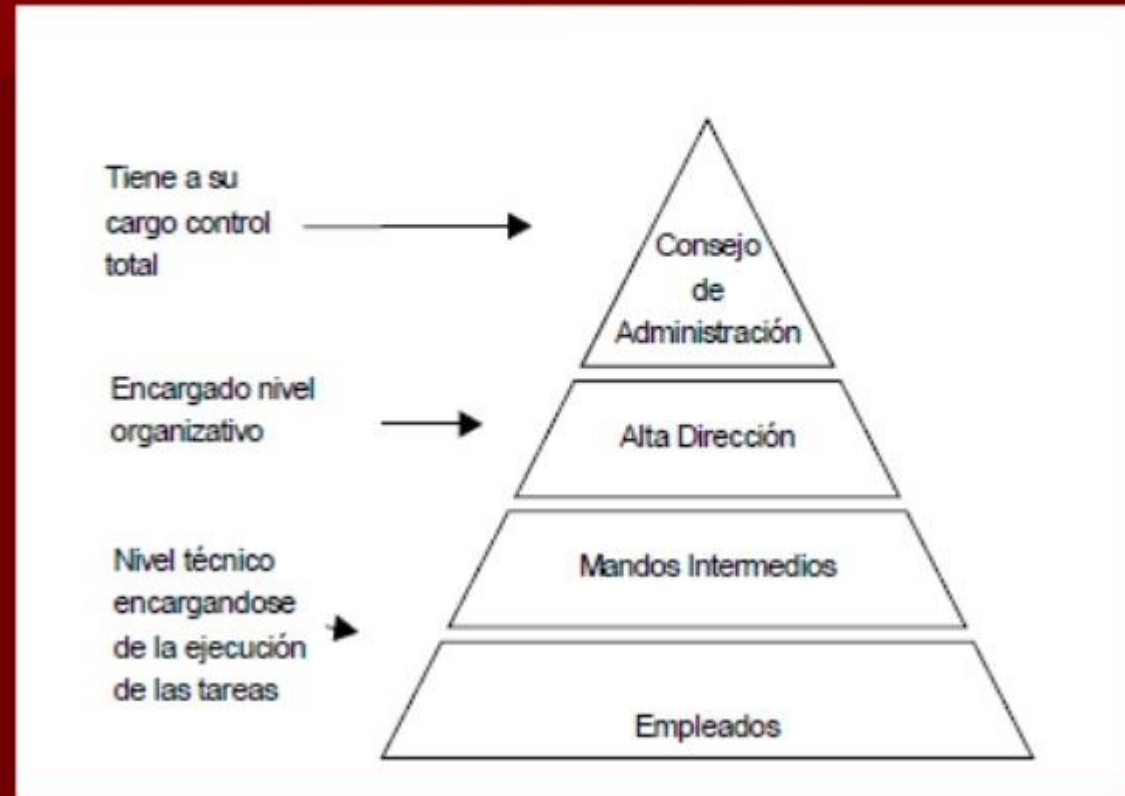 Tiene a su
cargo control
total
Consejo
de
Administración
Encargado nivel
organizativo
Alta Dirección
Nivel técnico
encargandose
de la ejecución
de las tareas
Mandos Intermedios
Empleados